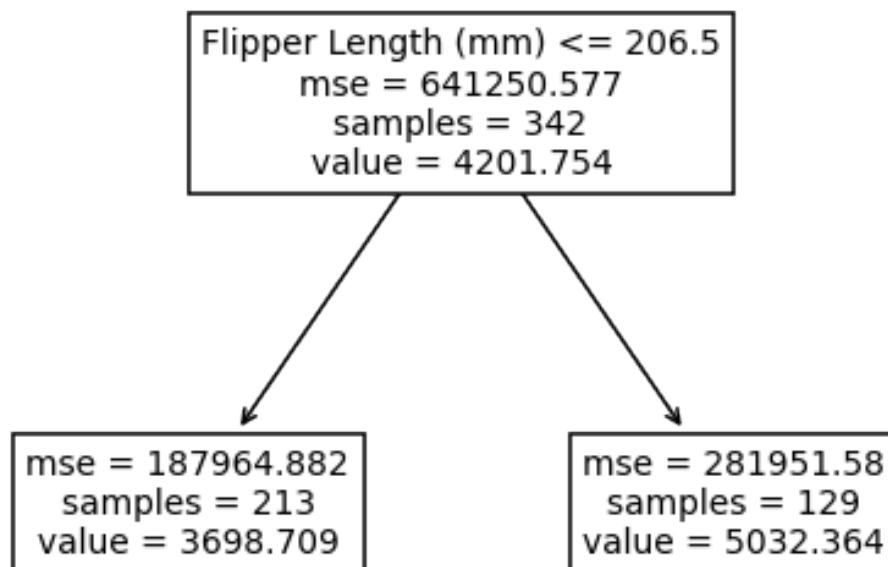 Flipper Length (mm) <= 206.5
mse = 641250.577
samples = 342
value = 4201.754
mse = 187964.882
samples = 213
value = 3698.709
mse = 281951.58
samples = 129
value = 5032.364